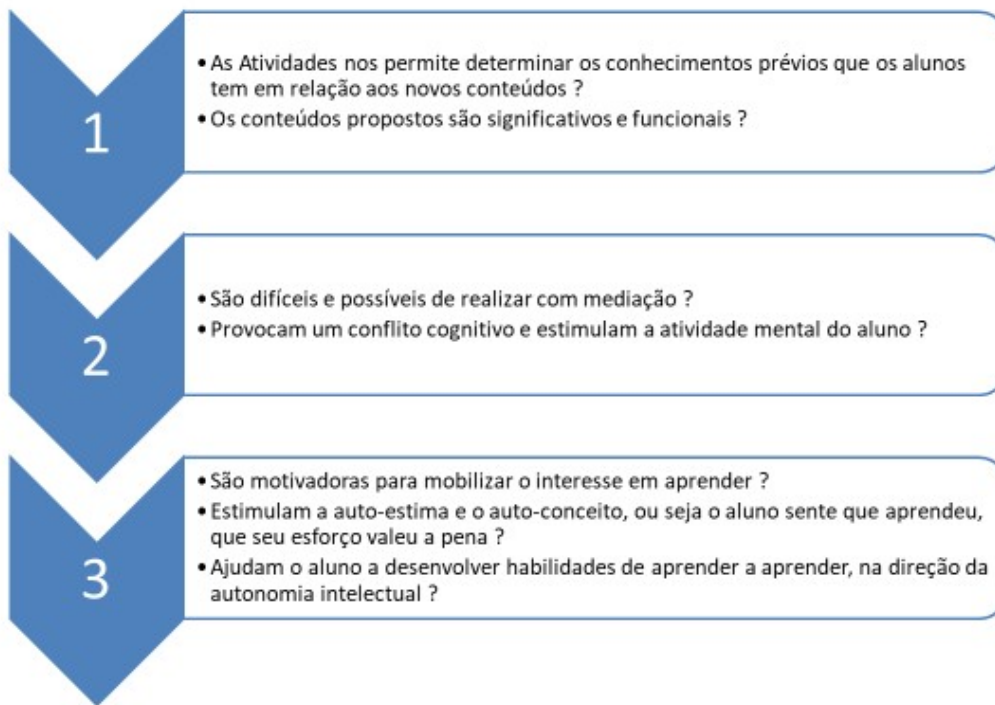 1
• As Atividades nos permite determinar os conhecimentos prévios que os alunos
tem em relação aos novos conteúdos ?
• Os conteúdos propostos são significativos e funcionais ?
2
• São difíceis e possíveis de realizar com mediação ?
• Provocam um conflito cognitivo e estimulam a atividade mental do aluno ?
3
• São motivadoras para mobilizar o interesse em aprender ?
• Estimulam a auto-estima e o auto-conceito, ou seja o aluno sente que aprendeu,
que seu esforço valeu a pena ?
• Ajudam o aluno a desenvolver habilidades de aprender a aprender, na direção da
autonomia intelectual ?